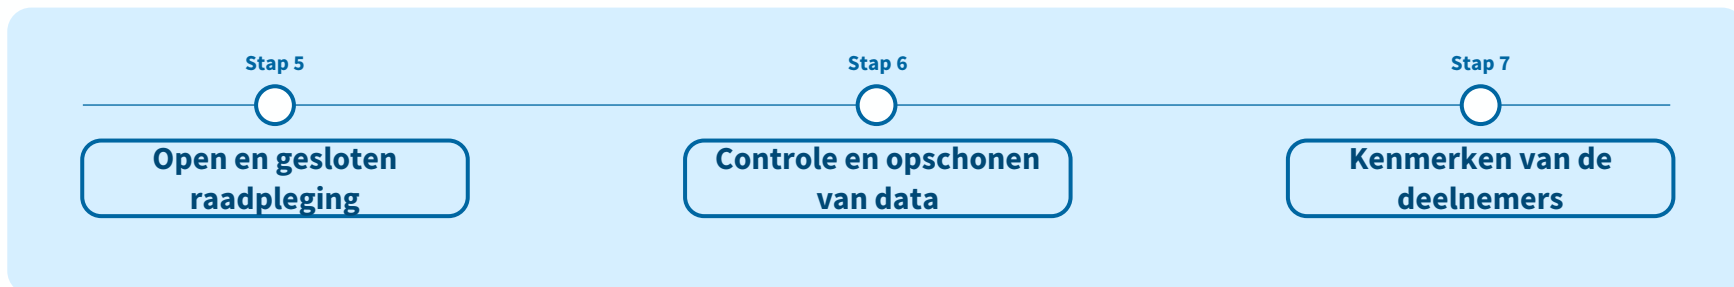 Stap 5
Stap 6
Stap 7
Open en gesloten
raadpleging
Controle en opschonen
van data
Kenmerken van de
deelnemers